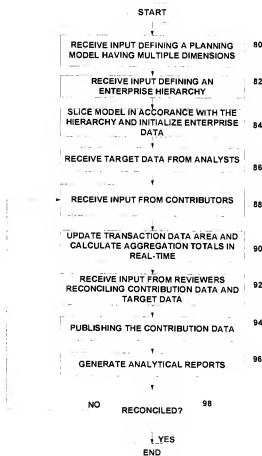 START
RECEIVE INPUT DEFINING A PLANNING
MODEL HAVING MULTIPLE DIMENSIONS
80
RECEIVE INPUT DEFINING AN
ENTERPRISE HIERARCHY
82
SLICE MODEL IN ACCORANCE WITH THE
HIERARCHY AND INITIALIZE ENTERPRISE
DATA
84
RECEIVE TARGET DATA FROM ANALYSTS
86
RECEIVE INPUT FROM CONTRIBUTORS
88
UPDATE TRANSACTION DATA AREA AND
CALCULATE AGGREGATION TOTALS IN
REAL-TIME
90
RECEIVE INPUT FROM REVIEWERS
RECONCILING CONTRIBUTION DATA AND
TARGET DATA
92
PUBLISHING THE CONTRIBUTION DATA
94
GENERATE ANALYTICAL REPORTS
96
NO
RECONCILED?
98
YES
END